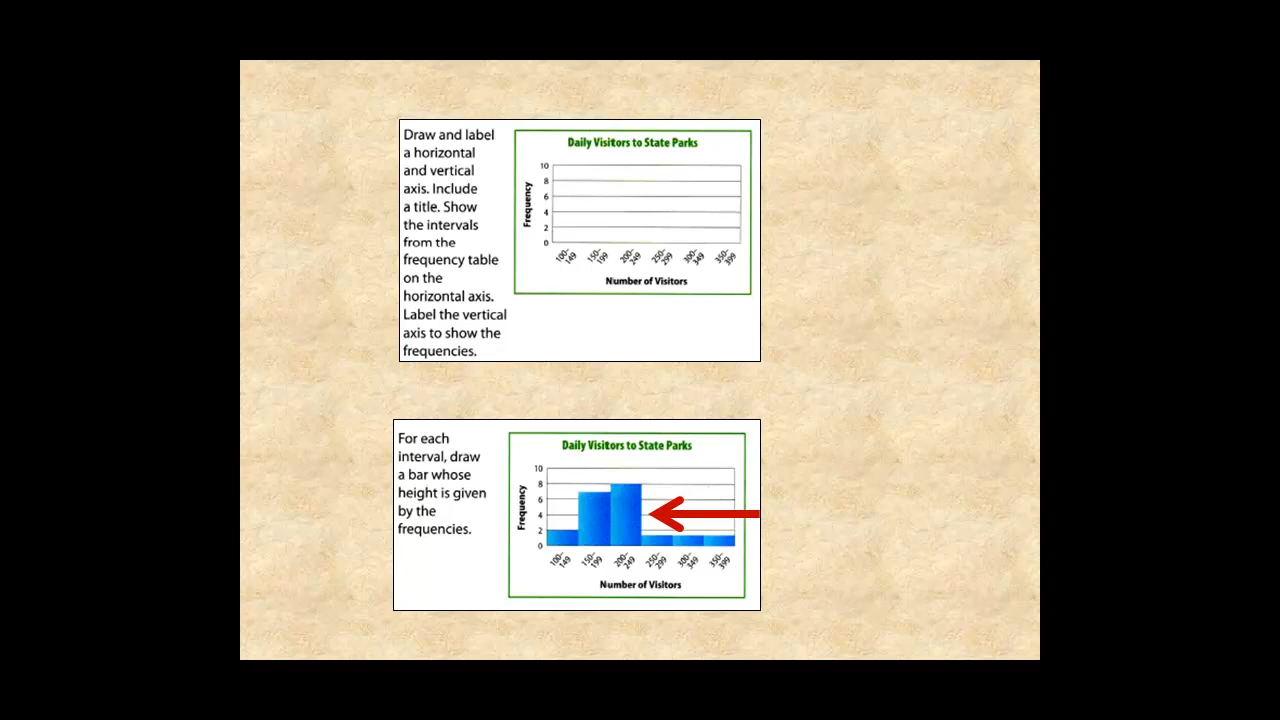 Draw and label
a horizontal
and vertical
axis. Include
a title. Show
the intervals
from the
frequency table
on the
horizontal axis.
Label the vertical
axis to show the
frequencies.
Daily Visitors to State Parks
Frequency
10
8
6
4
2
0
100–149
150–199
200–249
250–299
300–349
350–399
Number of Visitors
For each
interval, draw
a bar whose
height is given
by the
frequencies.
Daily Visitors to State Parks
Frequency
10
8
6
4
2
0
100–149
150–199
200–249
250–299
300–349
350–399
Number of Visitors